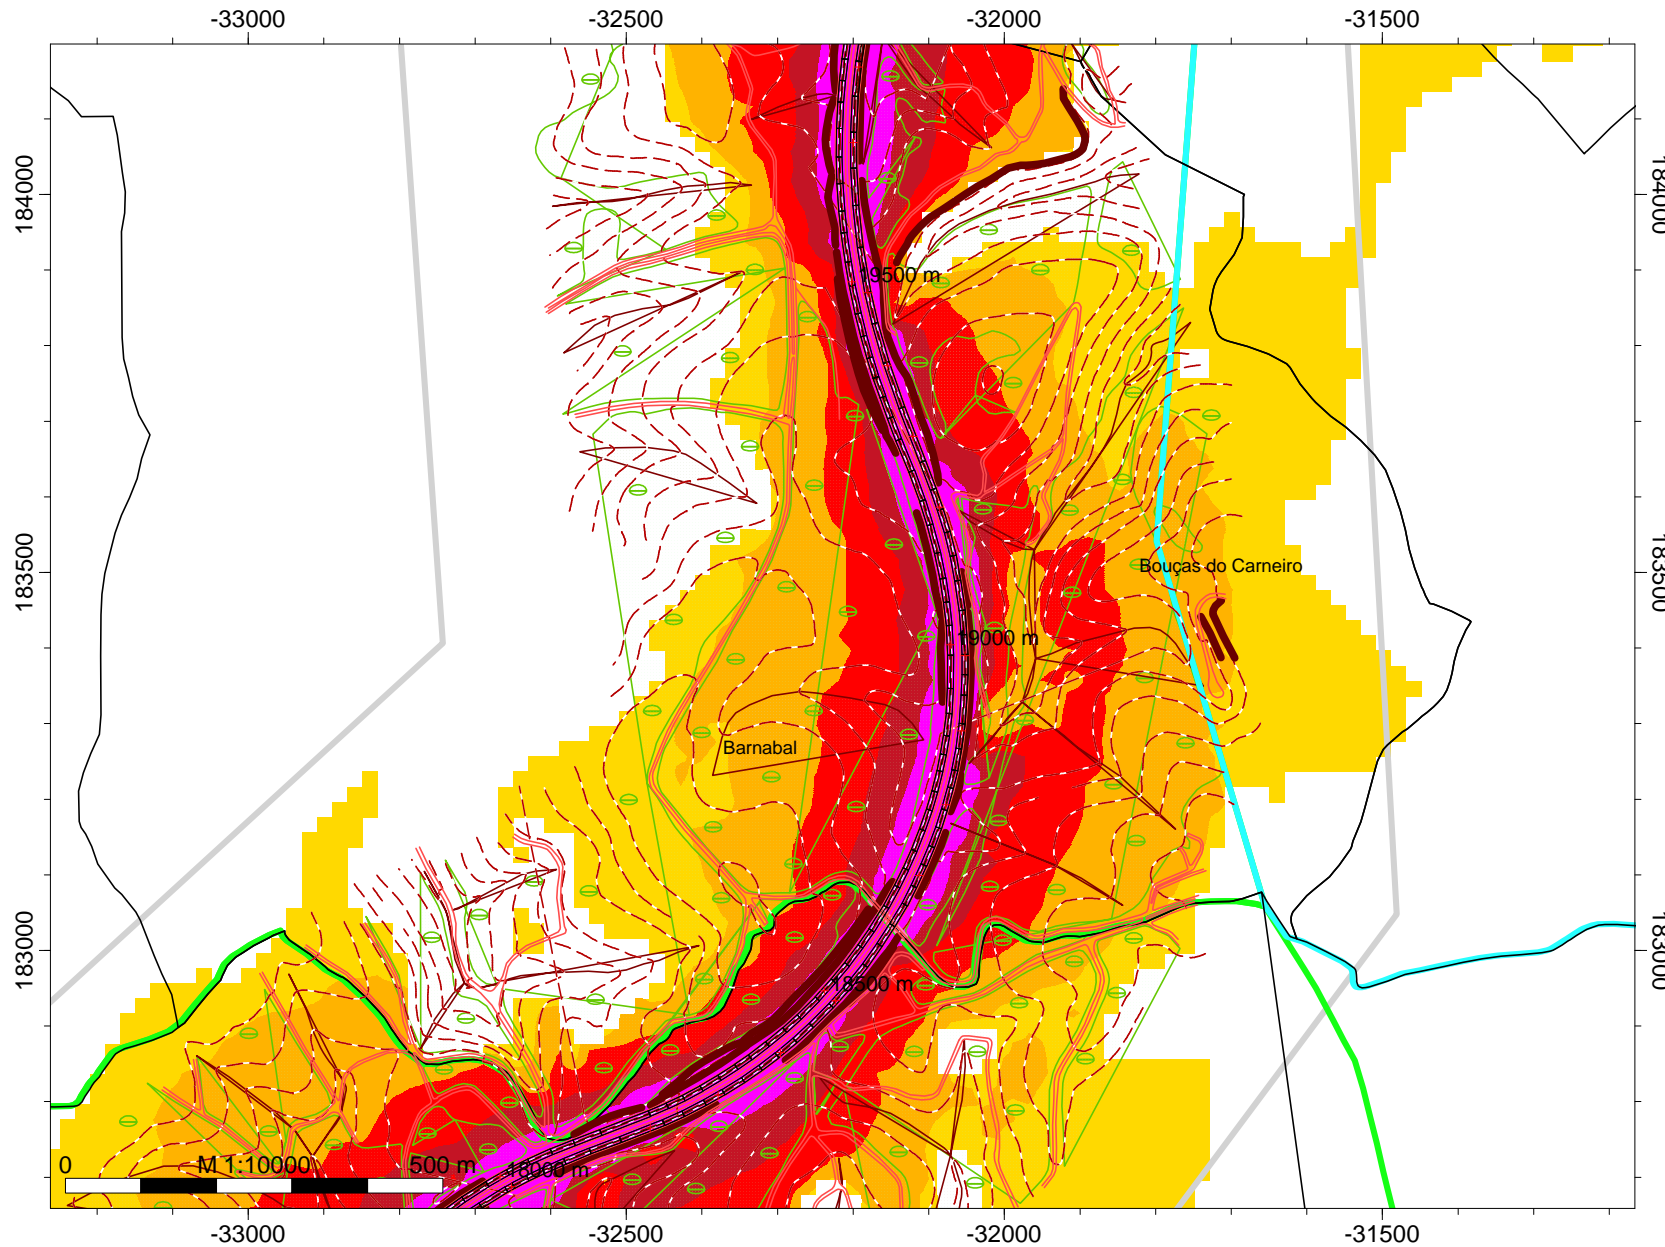 -33000 -32500 -32000 -31500
184000 184000
19500 m
183500 183500
Bouças do Carneiro
19000 m
Barnabal
183000 183000
18500 m
0 M 1:10000 500 m
18000 m
-33000 -32500 -32000 -31500